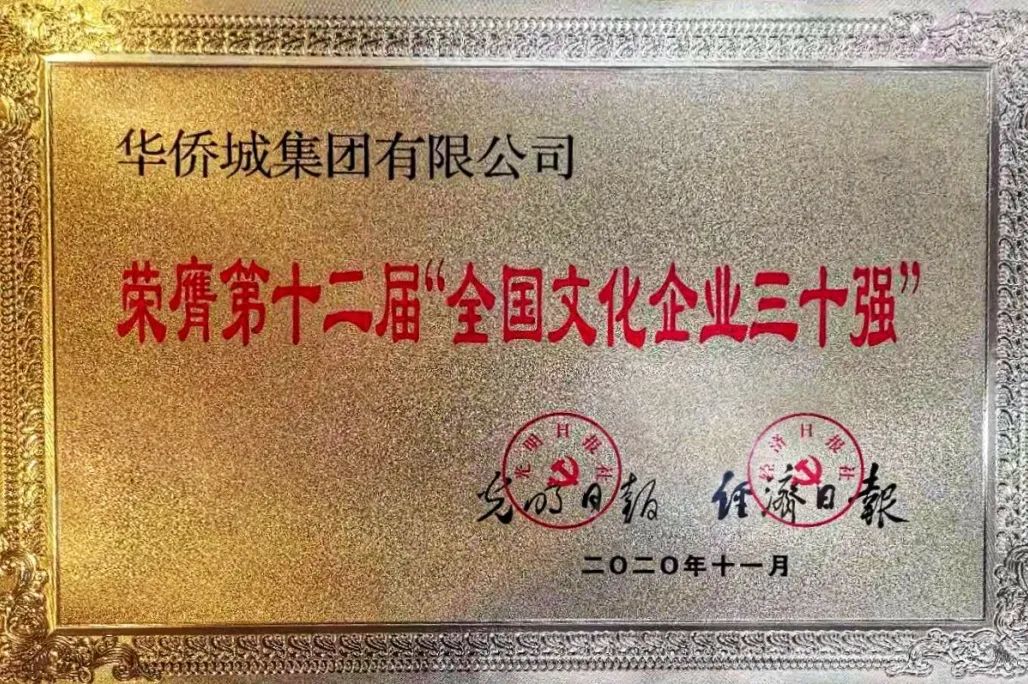 华侨城集团有限公司
荣膺第十二届“全国文化企业三十强”
光明日报社
经济日报社
光明日报
经濟日報
二〇二〇年十一月